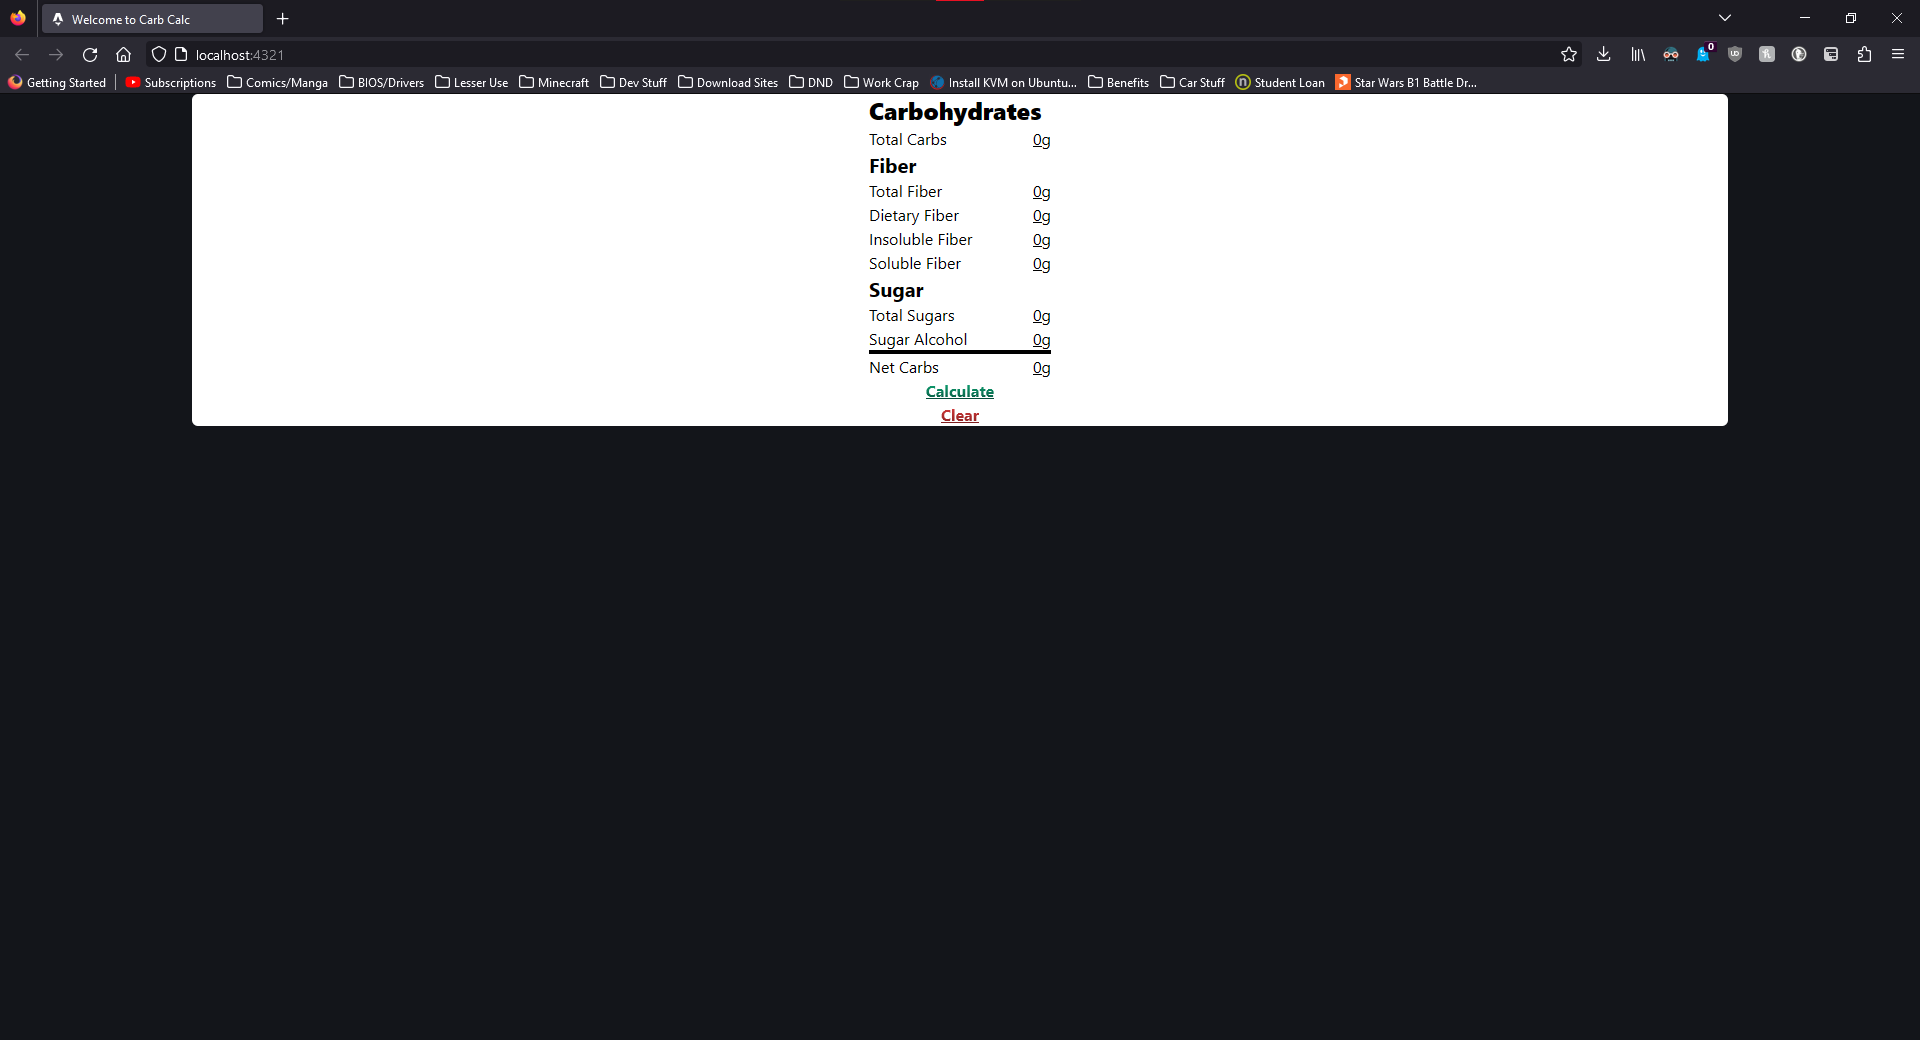 Welcome to Carb Calc
localhost:4321
0
Getting Started
Subscriptions
Comics/Manga
BIOS/Drivers
Lesser Use
Minecraft
Dev Stuff
Download Sites
DND
Work Crap
Install KVM on Ubuntu...
Benefits
Car Stuff
Student Loan
Star Wars B1 Battle Dr...
Carbohydrates
Total Carbs 0g
Fiber
Total Fiber 0g
Dietary Fiber 0g
Insoluble Fiber 0g
Soluble Fiber 0g
Sugar
Total Sugars 0g
Sugar Alcohol 0g
Net Carbs 0g
Calculate
Clear